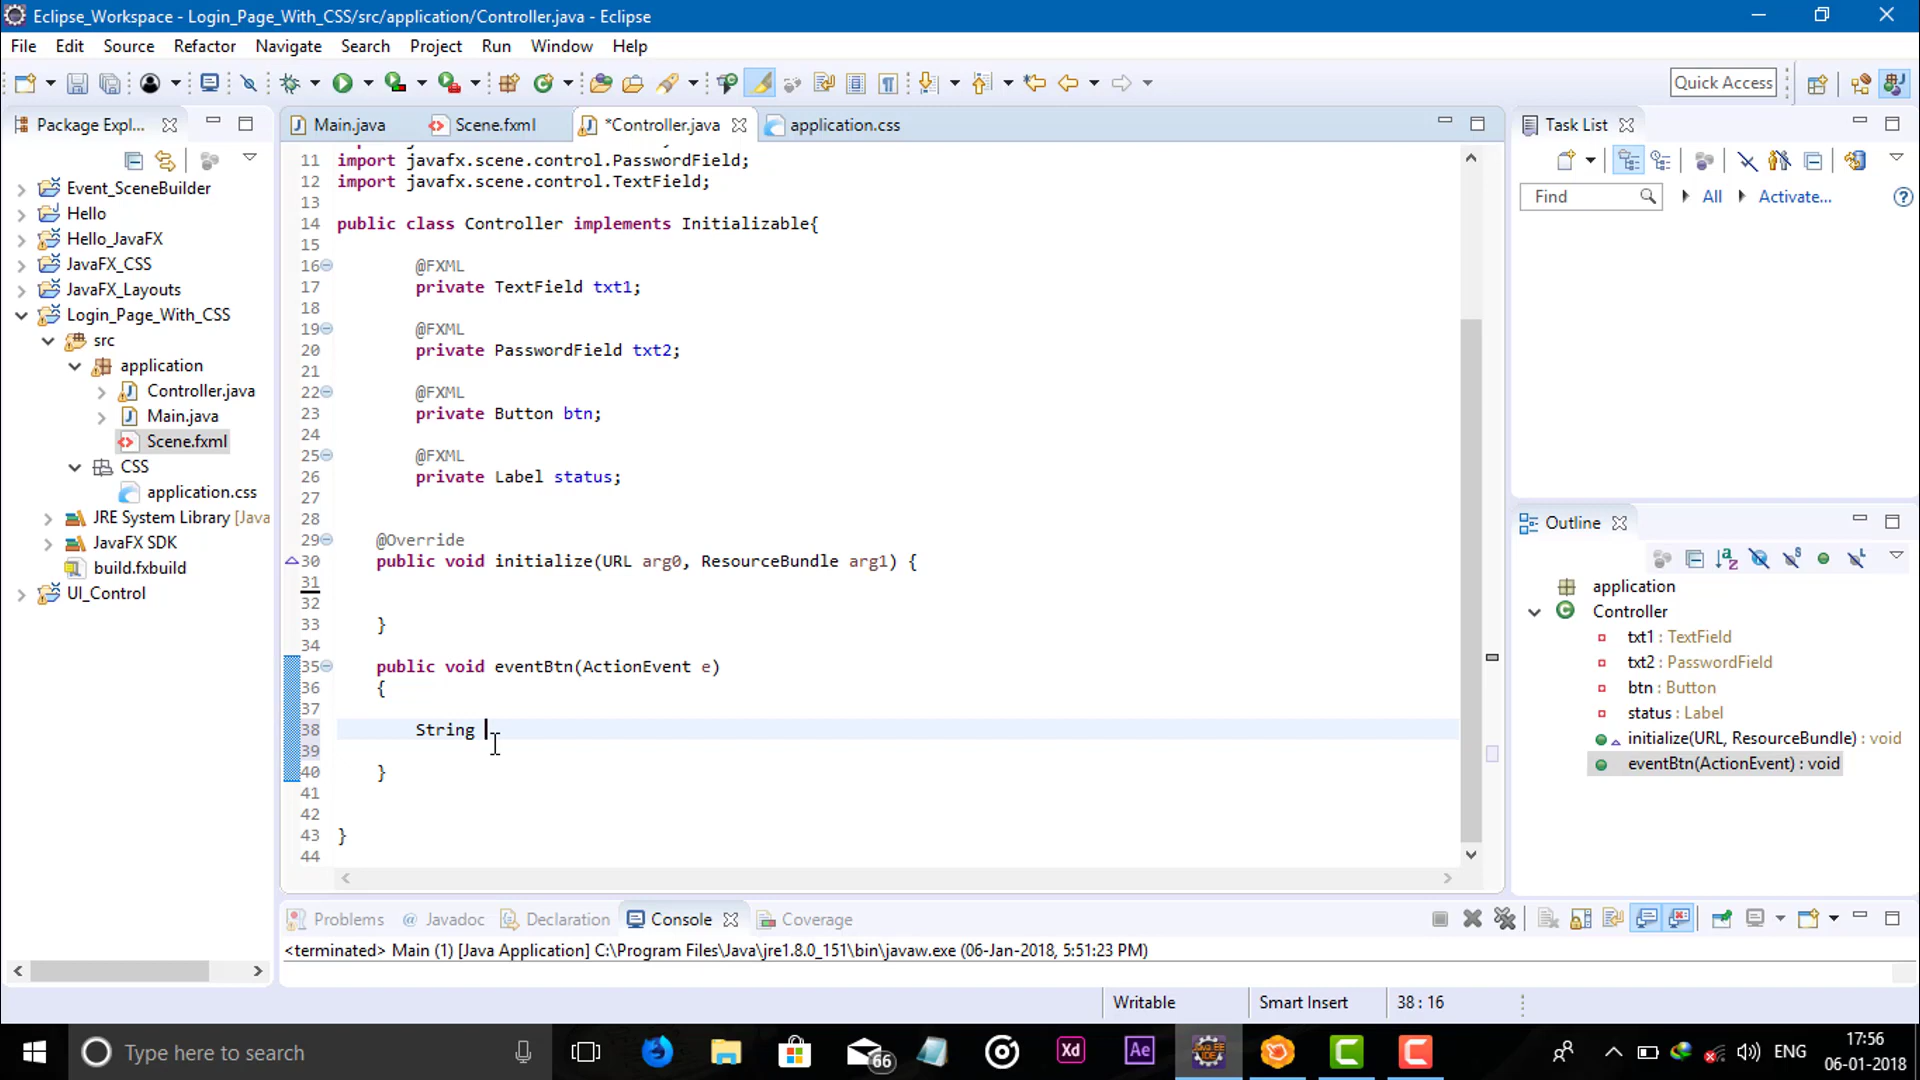 Eclipse_Workspace - Login_Page_With_CSS/src/application/Controller.java - Eclipse
File Edit Source Refactor Navigate Search Project Run Window Help
Quick Access
Package Expl...
Event_SceneBuilder
Hello
Hello_JavaFX
JavaFX_CSS
JavaFX_Layouts
Login_Page_With_CSS
src
application
Controller.java
Main.java
Scene.fxml
CSS
application.css
JRE System Library [Java
JavaFX SDK
build.fxbuild
UI_Control
Main.java Scene.fxml *Controller.java application.css
11 import javafx.scene.control.PasswordField;
12 import javafx.scene.control.TextField;
13
14 public class Controller implements Initializable{
15
16 @FXML
17 private TextField txt1;
18
19 @FXML
20 private PasswordField txt2;
21
22 @FXML
23 private Button btn;
24
25 @FXML
26 private Label status;
27
28
29 @Override
30 public void initialize(URL arg0, ResourceBundle arg1) {
31
32
33 }
34
35 public void eventBtn(ActionEvent e)
36 {
37
38 String
39
40 }
41
42
43 }
44
Task List
Find All Activate...
Outline
application
Controller
txt1 : TextField
txt2 : PasswordField
btn : Button
status : Label
initialize(URL, ResourceBundle) : void
eventBtn(ActionEvent) : void
Problems @ Javadoc Declaration Console Coverage
<terminated> Main (1) [Java Application] C:\Program Files\Java\jre1.8.0_151\bin\javaw.exe (06-Jan-2018, 5:51:23 PM)
Writable Smart Insert 38 : 16
Type here to search
66
Xd
Ae
ENG
17:56
06-01-2018